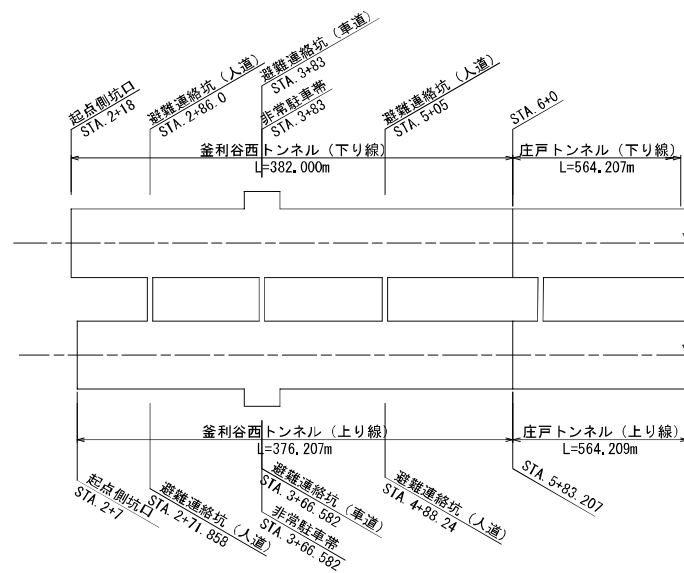 起点側坑口
STA.2+18
避難連絡坑（人道）
STA.2+86.0
避難連絡坑（車道）
STA.3+83
非常駐車帯
STA.3+83
避難連絡坑（人道）
STA.5+05
STA.6+0
釜利谷西トンネル（下り線）
L=382.000m
庄戸トンネル（下り線）
L=564.207m
釜利谷西トンネル（上り線）
L=376.207m
庄戸トンネル（上り線）
L=564.209m
起点側坑口
STA.2+7
避難連絡坑（人道）
STA.2+71.858
避難連絡坑（車道）
STA.3+66.582
非常駐車帯
STA.3+66.582
避難連絡坑（人道）
STA.4+88.24
STA.5+83.207